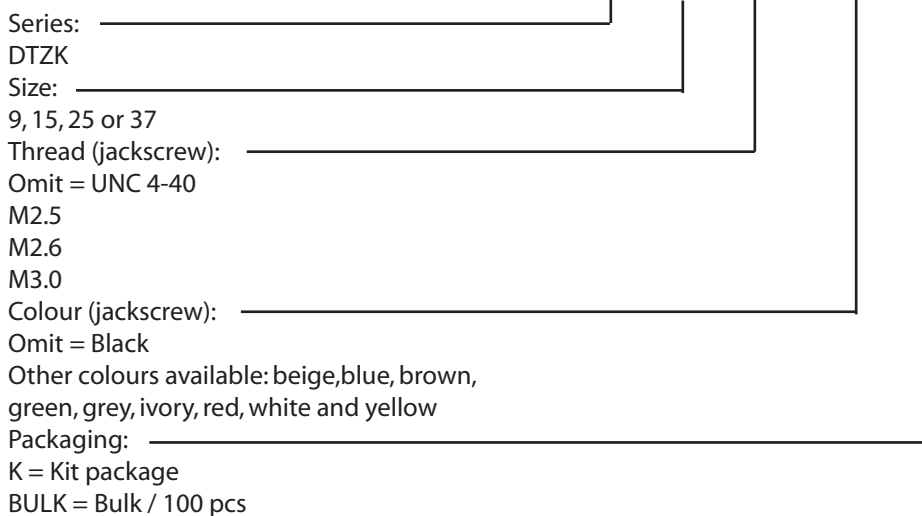 Series:
DTZK
Size:
9, 15, 25 or 37
Thread (jackscrew):
Omit = UNC 4-40
M2.5
M2.6
M3.0
Colour (jackscrew):
Omit = Black
Other colours available: beige,blue, brown,
green, grey, ivory, red, white and yellow
Packaging:
K = Kit package
BULK = Bulk / 100 pcs